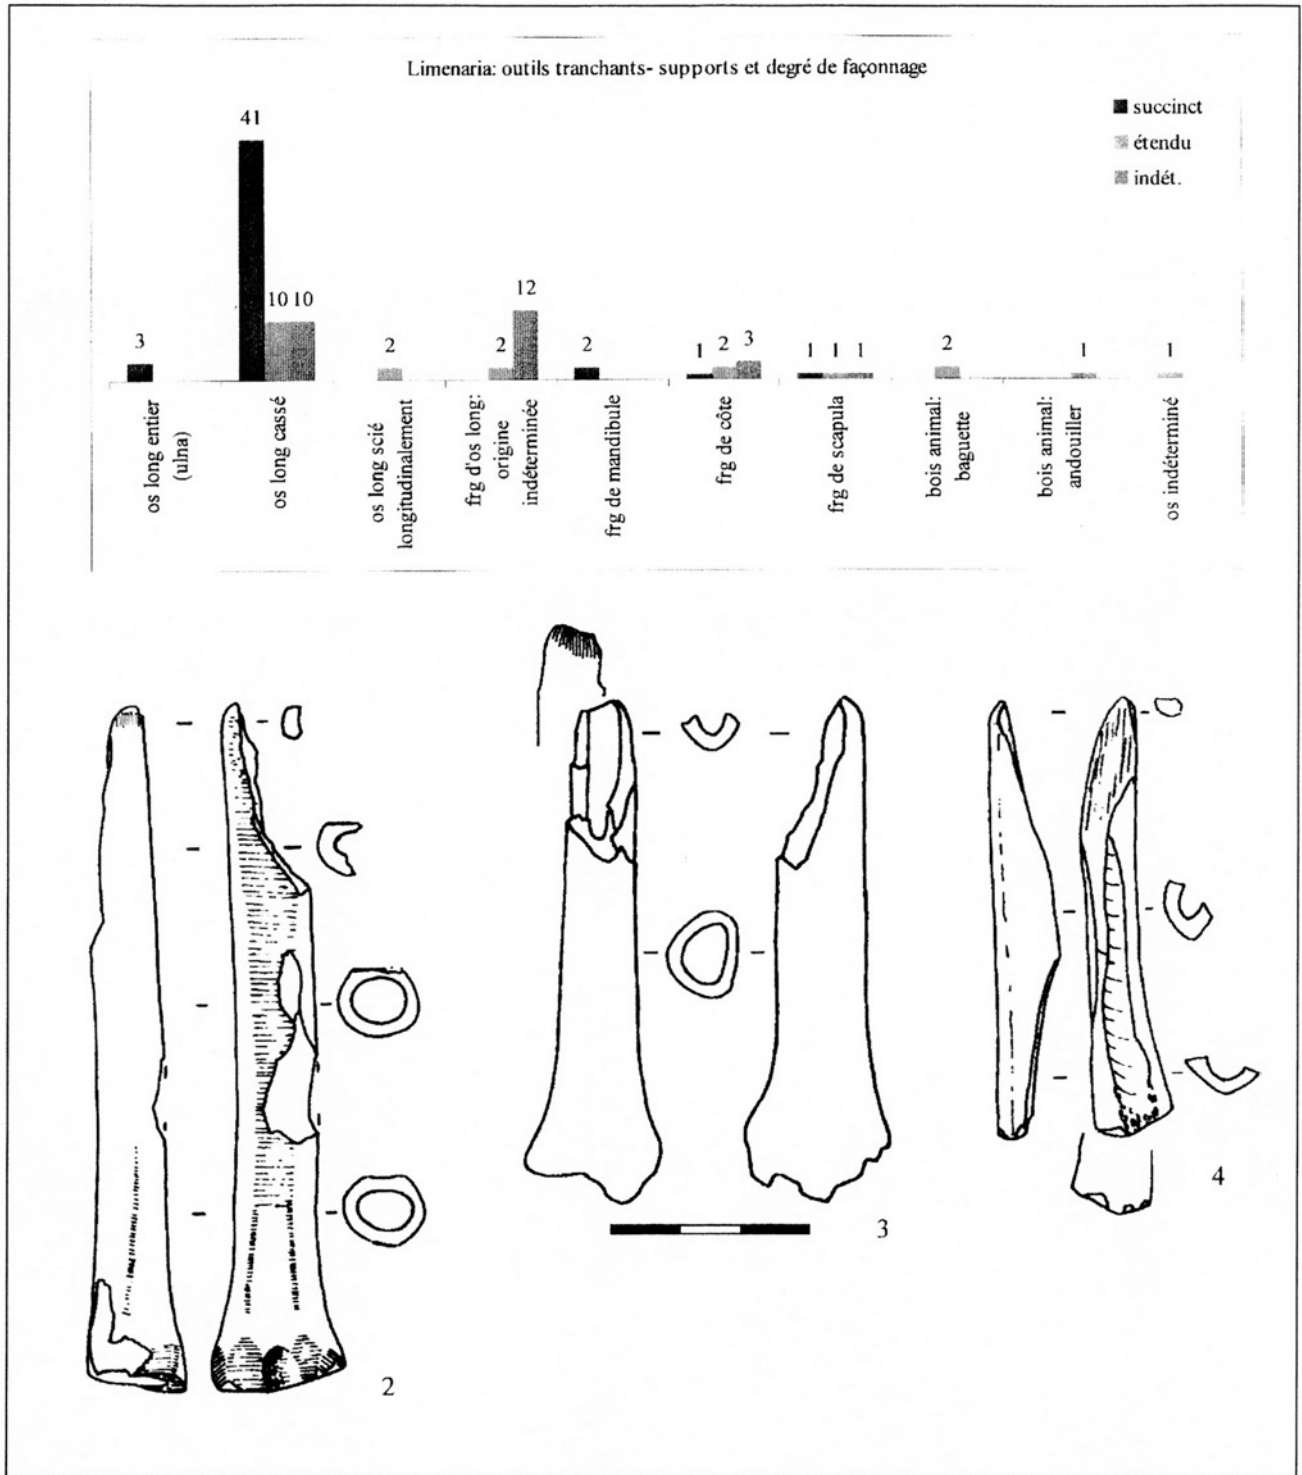 Limenaria: outils tranchants- supports et degré de façonnage
succinct
étendu
indét.
41
10 10
3
2
2
12
2
1
2
3
1
1
1
2
1
1
os long entier
(ulna)
os long cassé
os long scié
longitudinalement
frg d'os long:
origine
indéterminée
frg de mandibule
frg de côte
frg de scapula
bois animal:
baguette
bois animal:
andouiller
os indéterminé
2
3
4